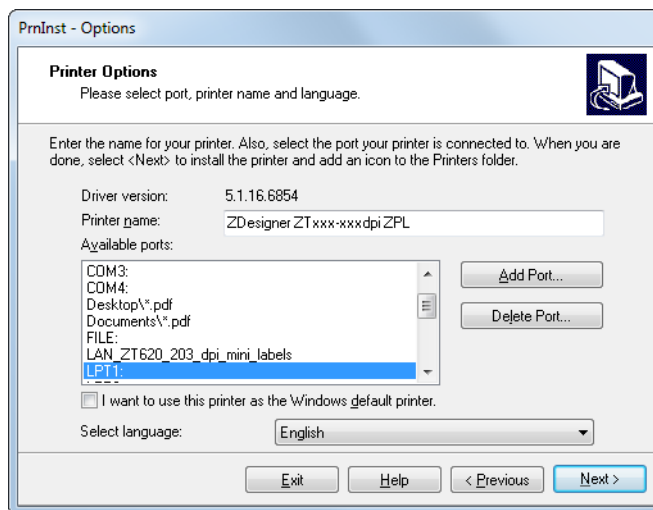 PrnInst - Options
Printer Options
Please select port, printer name and language.
Enter the name for your printer. Also, select the port your printer is connected to. When you are
done, select <Next> to install the printer and add an icon to the Printers folder.
Driver version: 5.1.16.6854
Printer name: ZDesigner ZTxxx-xxxdpi ZPL
Available ports:
COM3:
COM4:
Desktop\*.pdf
Documents\*.pdf
FILE:
LAN_ZT620_203_dpi_mini_labels
LPT1:
Add Port...
Delete Port...
I want to use this printer as the Windows default printer.
Select language: English
Exit Help < Previous Next >